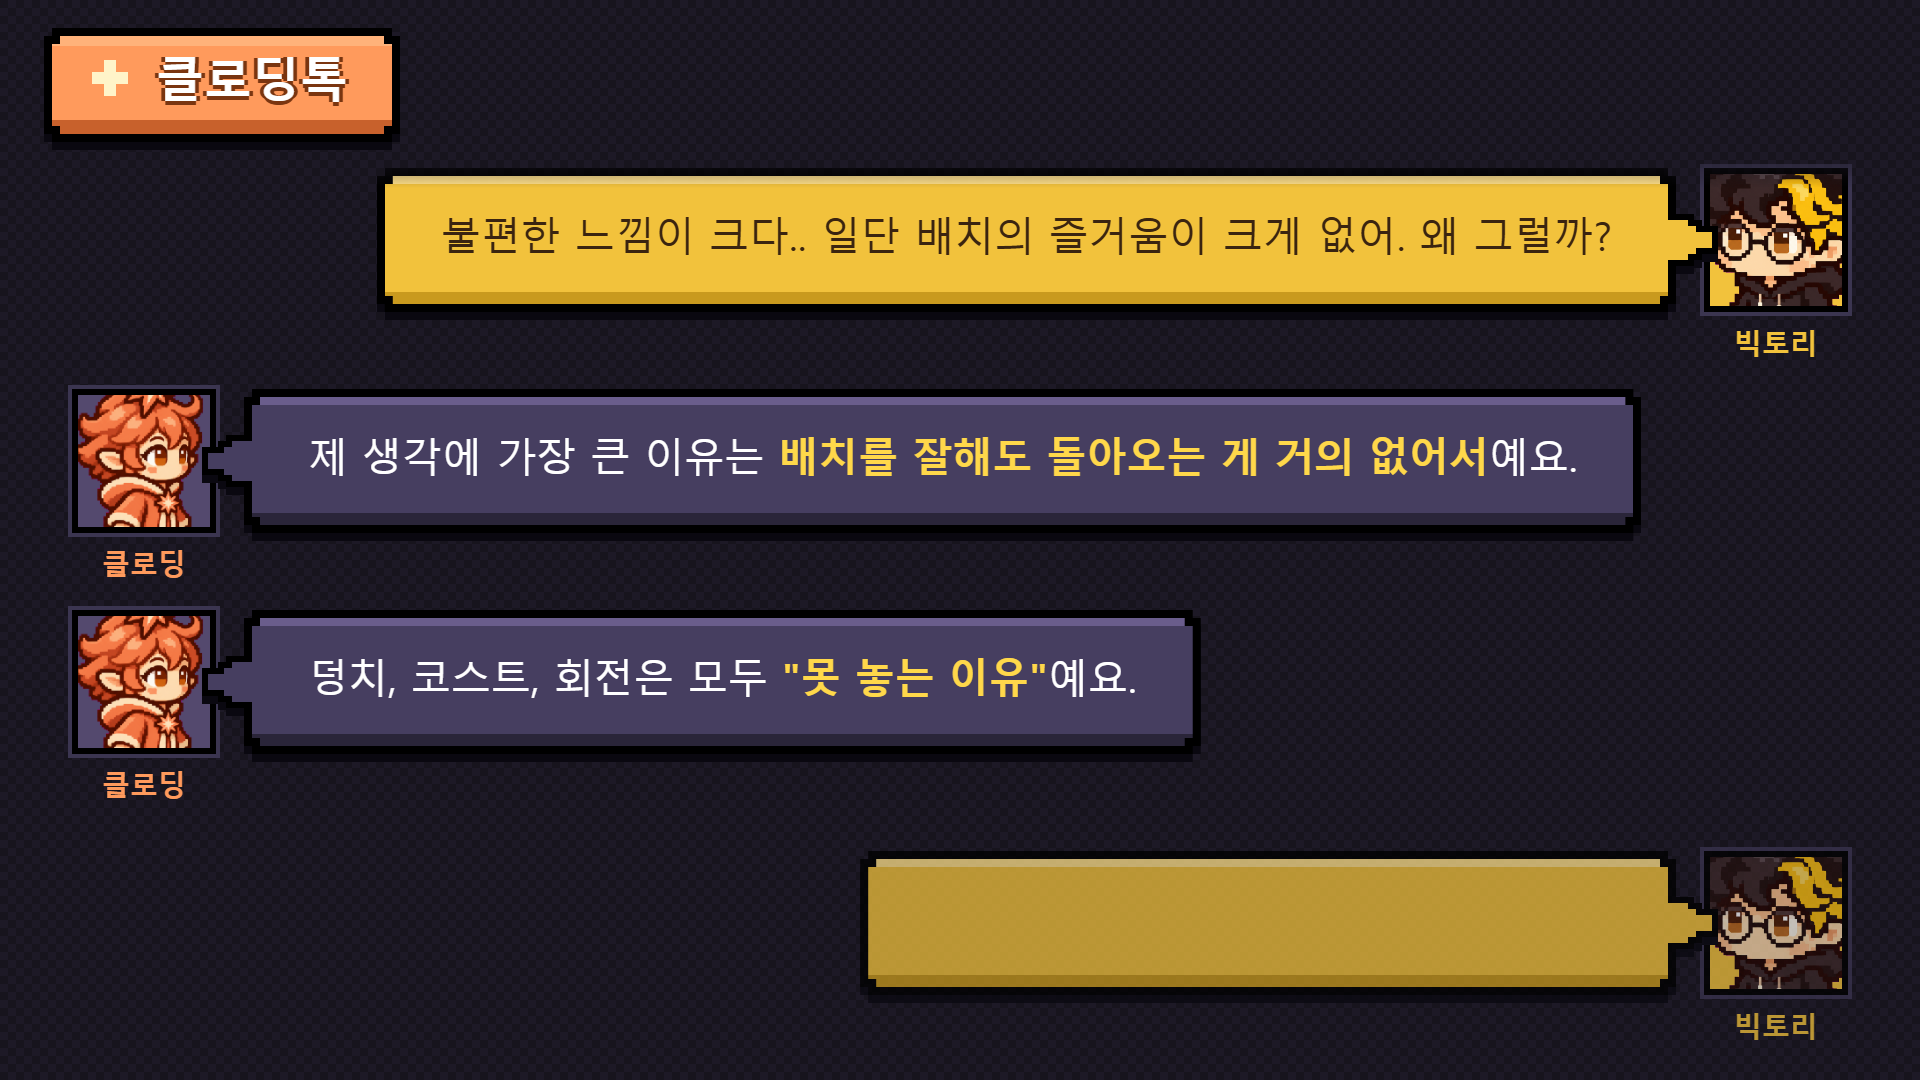 클로딩톡
불편한 느낌이 크다.. 일단 배치의 즐거움이 크게 없어. 왜 그럴까?
빅토리
제 생각에 가장 큰 이유는 배치를 잘해도 돌아오는 게 거의 없어서예요.
클로딩
덩치, 코스트, 회전은 모두 "못 놓는 이유"예요.
클로딩
빅토리